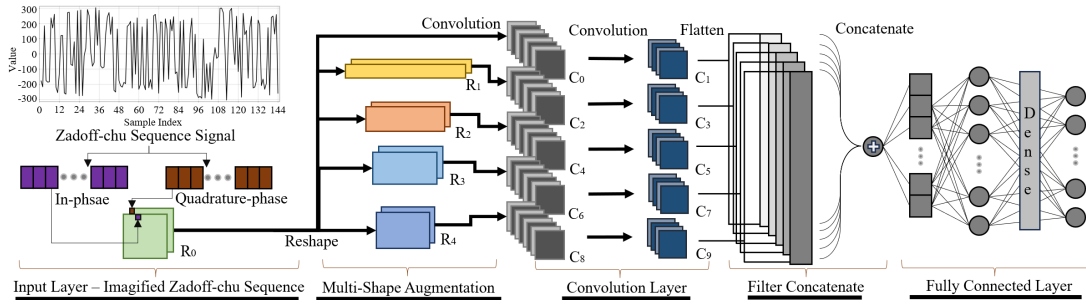 300
200
100
0
-100
-200
-300
Value
0 12 24 36 48 60 72 84 96 108 120 132 144
Sample Index
Zadoff-chu Sequence Signal
In-phsae
Quadrature-phase
R0
Reshape
R1
R2
R3
R4
Convolution
C0
C2
C4
C6
C8
Convolution
C1
C3
C5
C7
C9
Flatten
Concatenate
Dense
Input Layer – Imagified Zadoff-chu Sequence
Multi-Shape Augmentation
Convolution Layer
Filter Concatenate
Fully Connected Layer